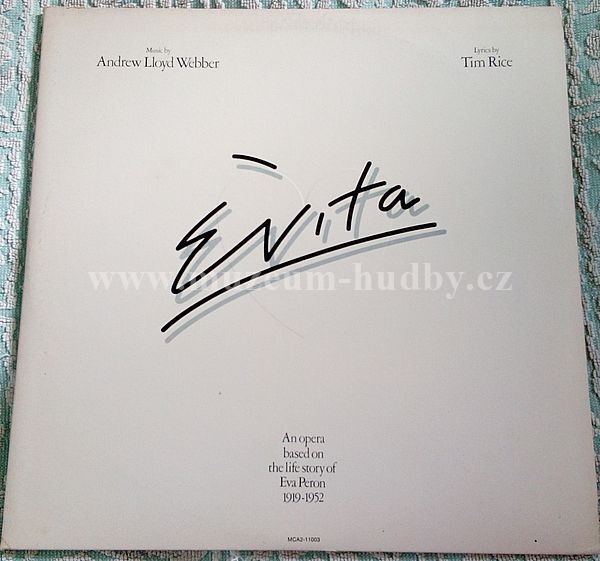 Music by
Andrew Lloyd Webber
Lyrics by
Tim Rice
Evita
www.muzeum-hudby.cz
An opera
based on
the life story of
Eva Peron
1919-1952
MCA2-11003